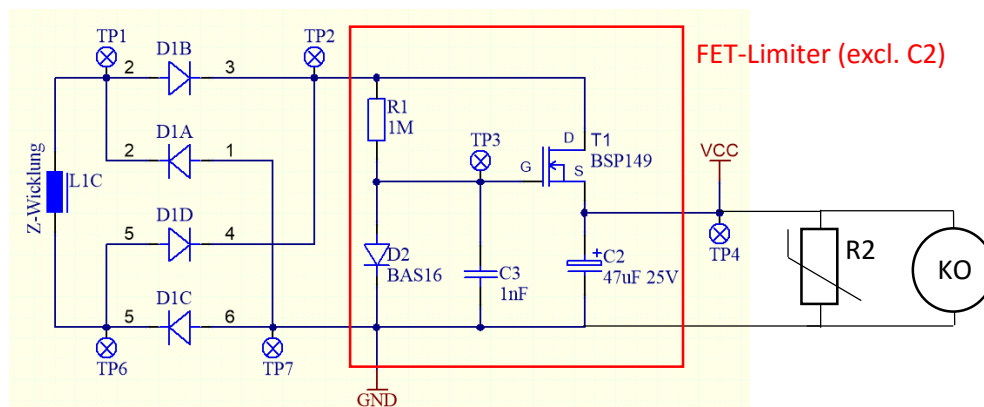 FET-Limiter (excl. C2)
TP1
D1B
TP2
2
3
R1
1M
D1A
2
1
TP3
D
T1
BSP149
G
S
VCC
Z-Wicklung
L1C
D1D
5
4
D2
BAS16
C3
1nF
+
C2
47uF 25V
TP4
R2
KO
D1C
5
6
TP6
TP7
GND